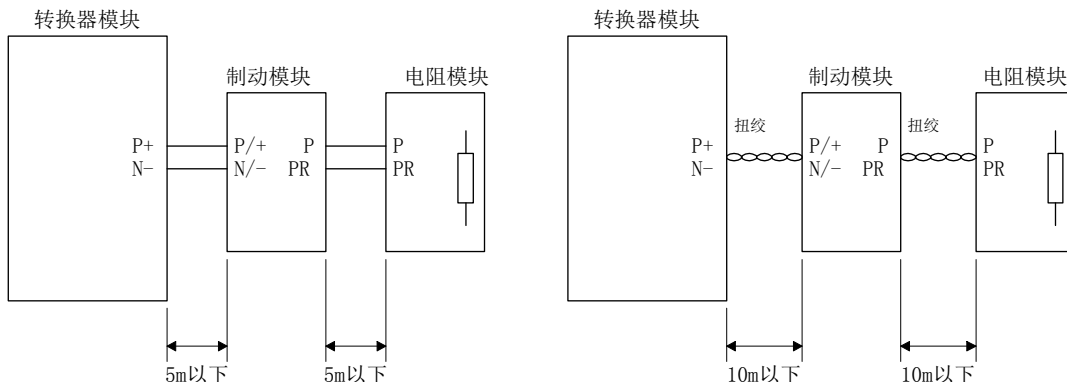 转换器模块
制动模块
电阻模块
P+
P/+
P
P
N-
N/-
PR
PR
5m以下
5m以下
转换器模块
制动模块
电阻模块
扭绞
扭绞
P+
P/+
P
P
N-
N/-
PR
PR
10m以下
10m以下